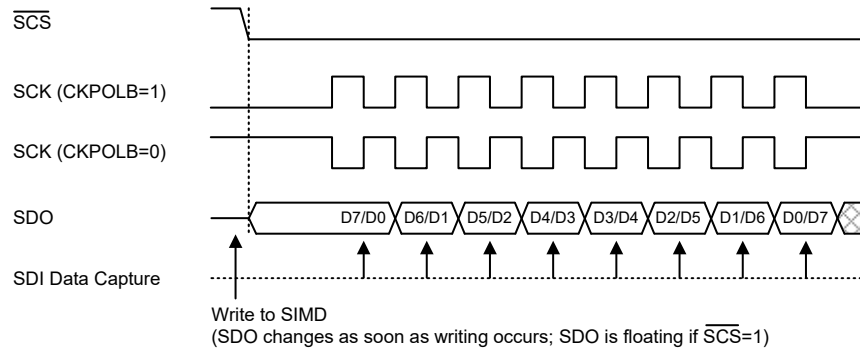 SCS
SCK (CKPOLB=1)
SCK (CKPOLB=0)
SDO D7/D0 D6/D1 D5/D2 D4/D3 D3/D4 D2/D5 D1/D6 D0/D7
SDI Data Capture
Write to SIMD
(SDO changes as soon as writing occurs; SDO is floating if SCS=1)